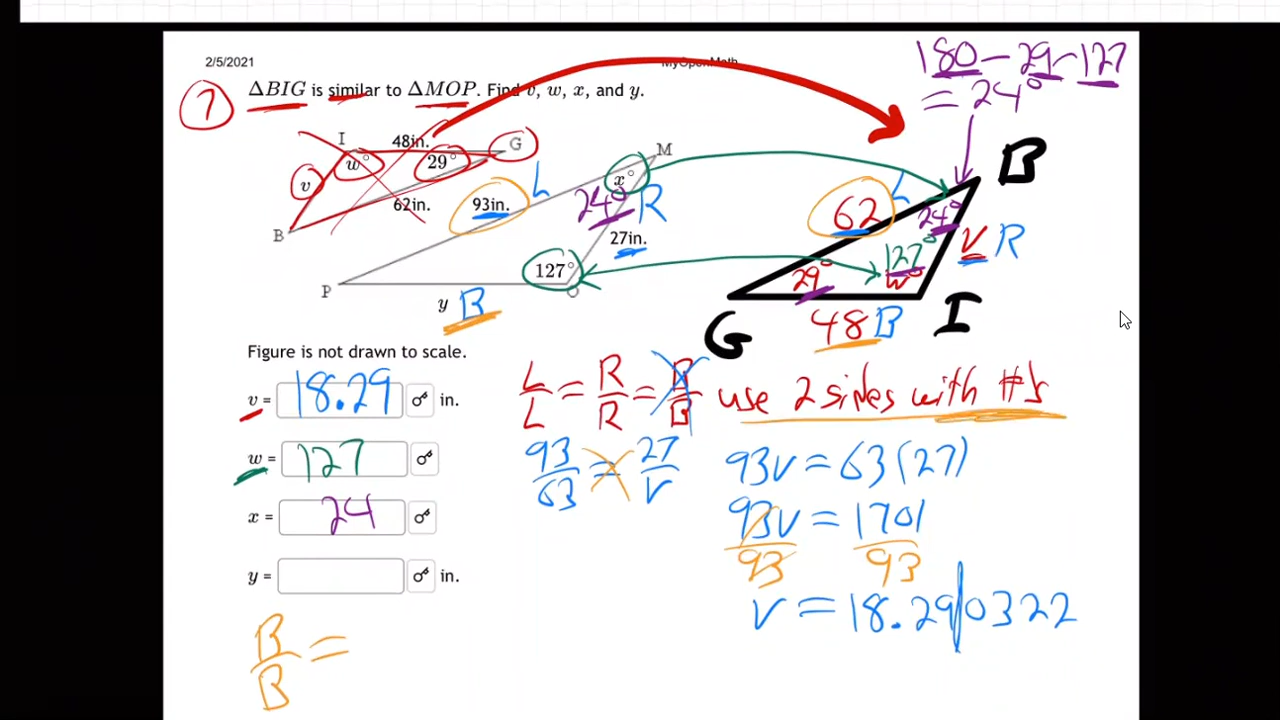 2/5/2021
MyOpenMath
180 - 29 - 127
= 24°
7
ΔBIG is similar to ΔMOP. Find v, w, x, and y.
I 48in. G
w° 29°
v
62in.
B
M
x°
93in. L
24° R
27in.
127°
P O
y B
B
62 L
24°
v R
127°
29° w°
48 B
G I
Figure is not drawn to scale.
v = 18.29 in.
w = 127
x = 24
y = in.
L/L = R/R = B/B use 2 sides with #'s
93/63 = 27/v
93v = 63(27)
93v/93 = 1701/93
v = 18.29|0322
B/B =